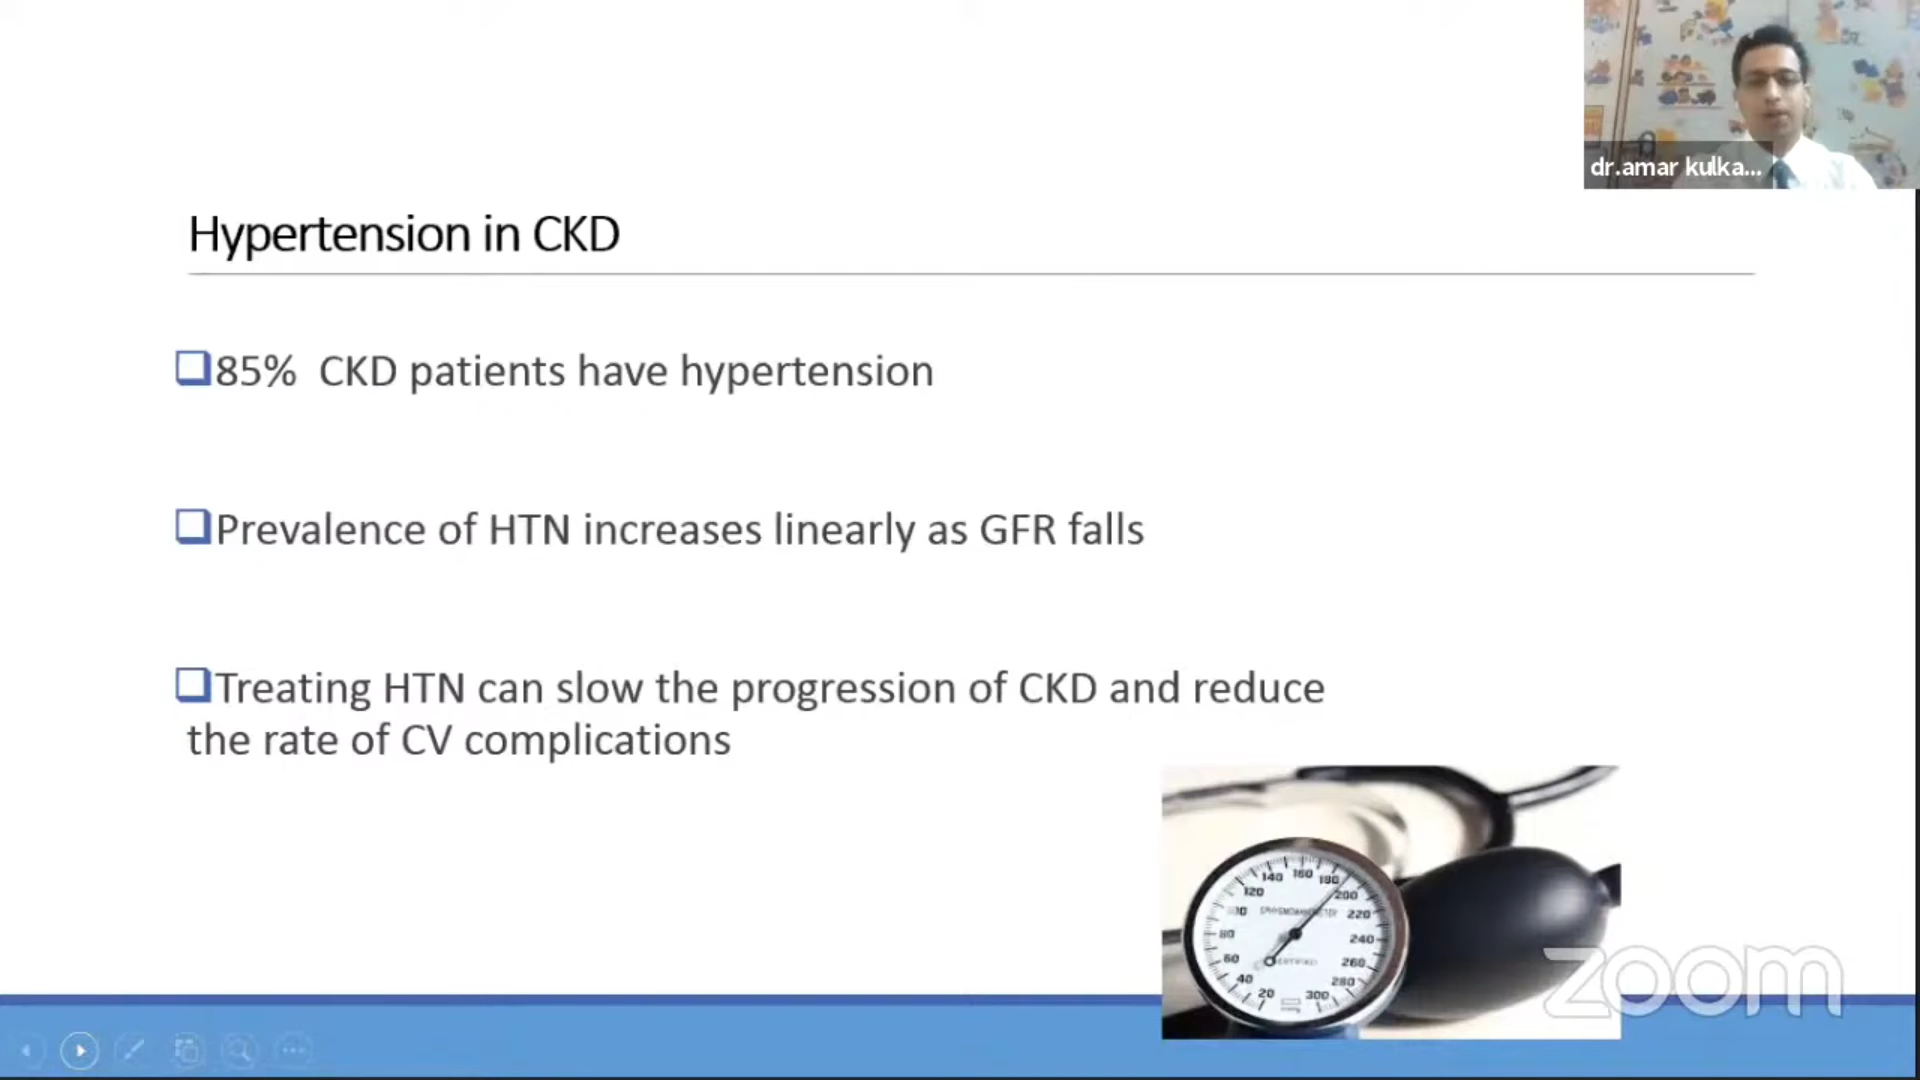 dr.amar kulka...
Hypertension in CKD
85% CKD patients have hypertension
Prevalence of HTN increases linearly as GFR falls
Treating HTN can slow the progression of CKD and reduce
the rate of CV complications
140 160 180
120 200
220
80 240
60 260
40 280
20 300
zoom